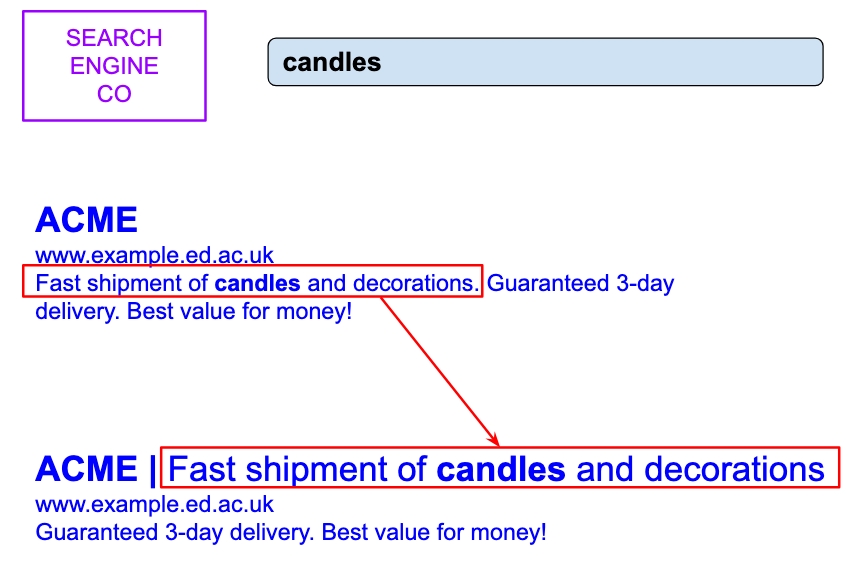 SEARCH
ENGINE
CO
candles
ACME
www.example.ed.ac.uk
Fast shipment of candles and decorations. Guaranteed 3-day
delivery. Best value for money!
ACME | Fast shipment of candles and decorations
www.example.ed.ac.uk
Guaranteed 3-day delivery. Best value for money!